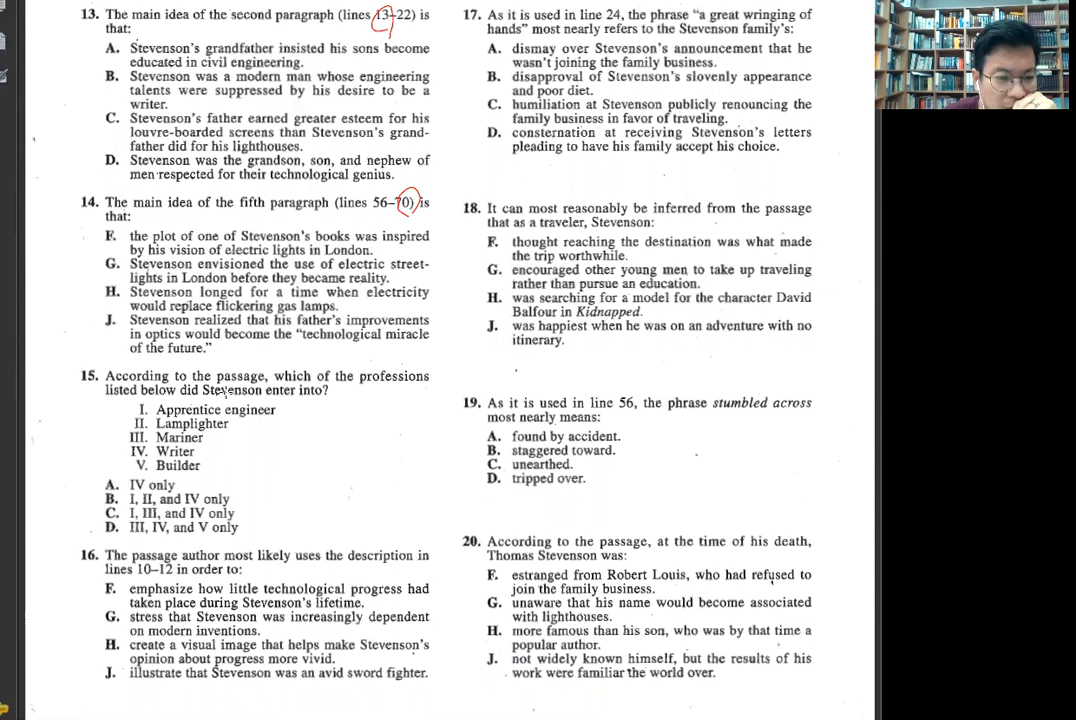 13. The main idea of the second paragraph (lines 13–22) is
that:
A. Stevenson's grandfather insisted his sons become
educated in civil engineering.
B. Stevenson was a modern man whose engineering
talents were suppressed by his desire to be a
writer.
C. Stevenson's father earned greater esteem for his
louvre-boarded screens than Stevenson's grand-
father did for his lighthouses.
D. Stevenson was the grandson, son, and nephew of
men respected for their technological genius.
14. The main idea of the fifth paragraph (lines 56–70) is
that:
F. the plot of one of Stevenson's books was inspired
by his vision of electric lights in London.
G. Stevenson envisioned the use of electric street-
lights in London before they became reality.
H. Stevenson longed for a time when electricity
would replace flickering gas lamps.
J. Stevenson realized that his father's improvements
in optics would become the "technological miracle
of the future."
15. According to the passage, which of the professions
listed below did Stevenson enter into?
I. Apprentice engineer
II. Lamplighter
III. Mariner
IV. Writer
V. Builder
A. IV only
B. I, II, and IV only
C. I, III, and IV only
D. III, IV, and V only
16. The passage author most likely uses the description in
lines 10–12 in order to:
F. emphasize how little technological progress had
taken place during Stevenson's lifetime.
G. stress that Stevenson was increasingly dependent
on modern inventions.
H. create a visual image that helps make Stevenson's
opinion about progress more vivid.
J. illustrate that Stevenson was an avid sword fighter.
17. As it is used in line 24, the phrase "a great wringing of
hands" most nearly refers to the Stevenson family's:
A. dismay over Stevenson's announcement that he
wasn't joining the family business.
B. disapproval of Stevenson's slovenly appearance
and poor diet.
C. humiliation at Stevenson publicly renouncing the
family business in favor of traveling.
D. consternation at receiving Stevenson's letters
pleading to have his family accept his choice.
18. It can most reasonably be inferred from the passage
that as a traveler, Stevenson:
F. thought reaching the destination was what made
the trip worthwhile.
G. encouraged other young men to take up traveling
rather than pursue an education.
H. was searching for a model for the character David
Balfour in Kidnapped.
J. was happiest when he was on an adventure with no
itinerary.
19. As it is used in line 56, the phrase stumbled across
most nearly means:
A. found by accident.
B. staggered toward.
C. unearthed.
D. tripped over.
20. According to the passage, at the time of his death,
Thomas Stevenson was:
F. estranged from Robert Louis, who had refused to
join the family business.
G. unaware that his name would become associated
with lighthouses.
H. more famous than his son, who was by that time a
popular author.
J. not widely known himself, but the results of his
work were familiar the world over.